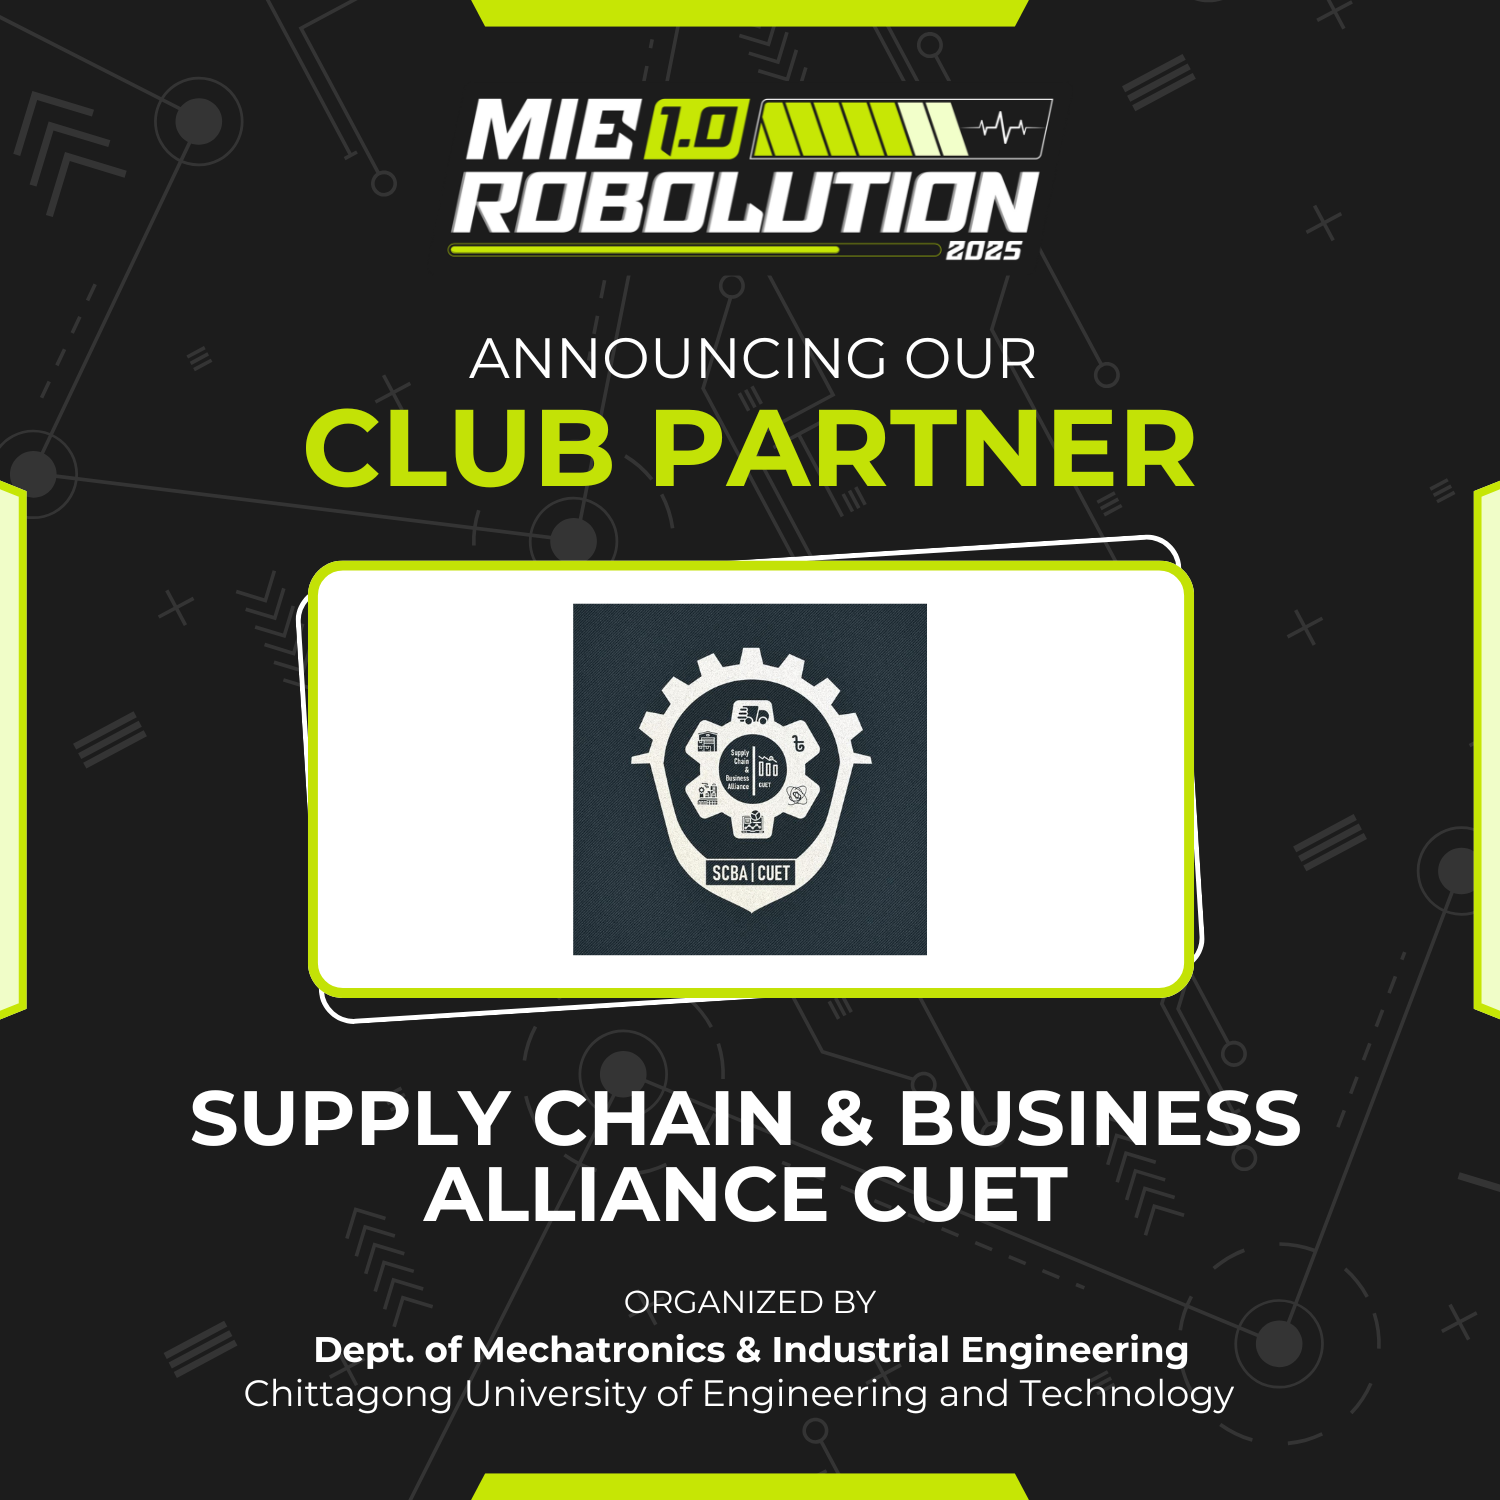 MIE 1.0
ROBOLUTION
2025
ANNOUNCING OUR
CLUB PARTNER
Supply
Chain
&
Business
Alliance
CUET
৳
SCBA | CUET
SUPPLY CHAIN & BUSINESS
ALLIANCE CUET
ORGANIZED BY
Dept. of Mechatronics & Industrial Engineering
Chittagong University of Engineering and Technology